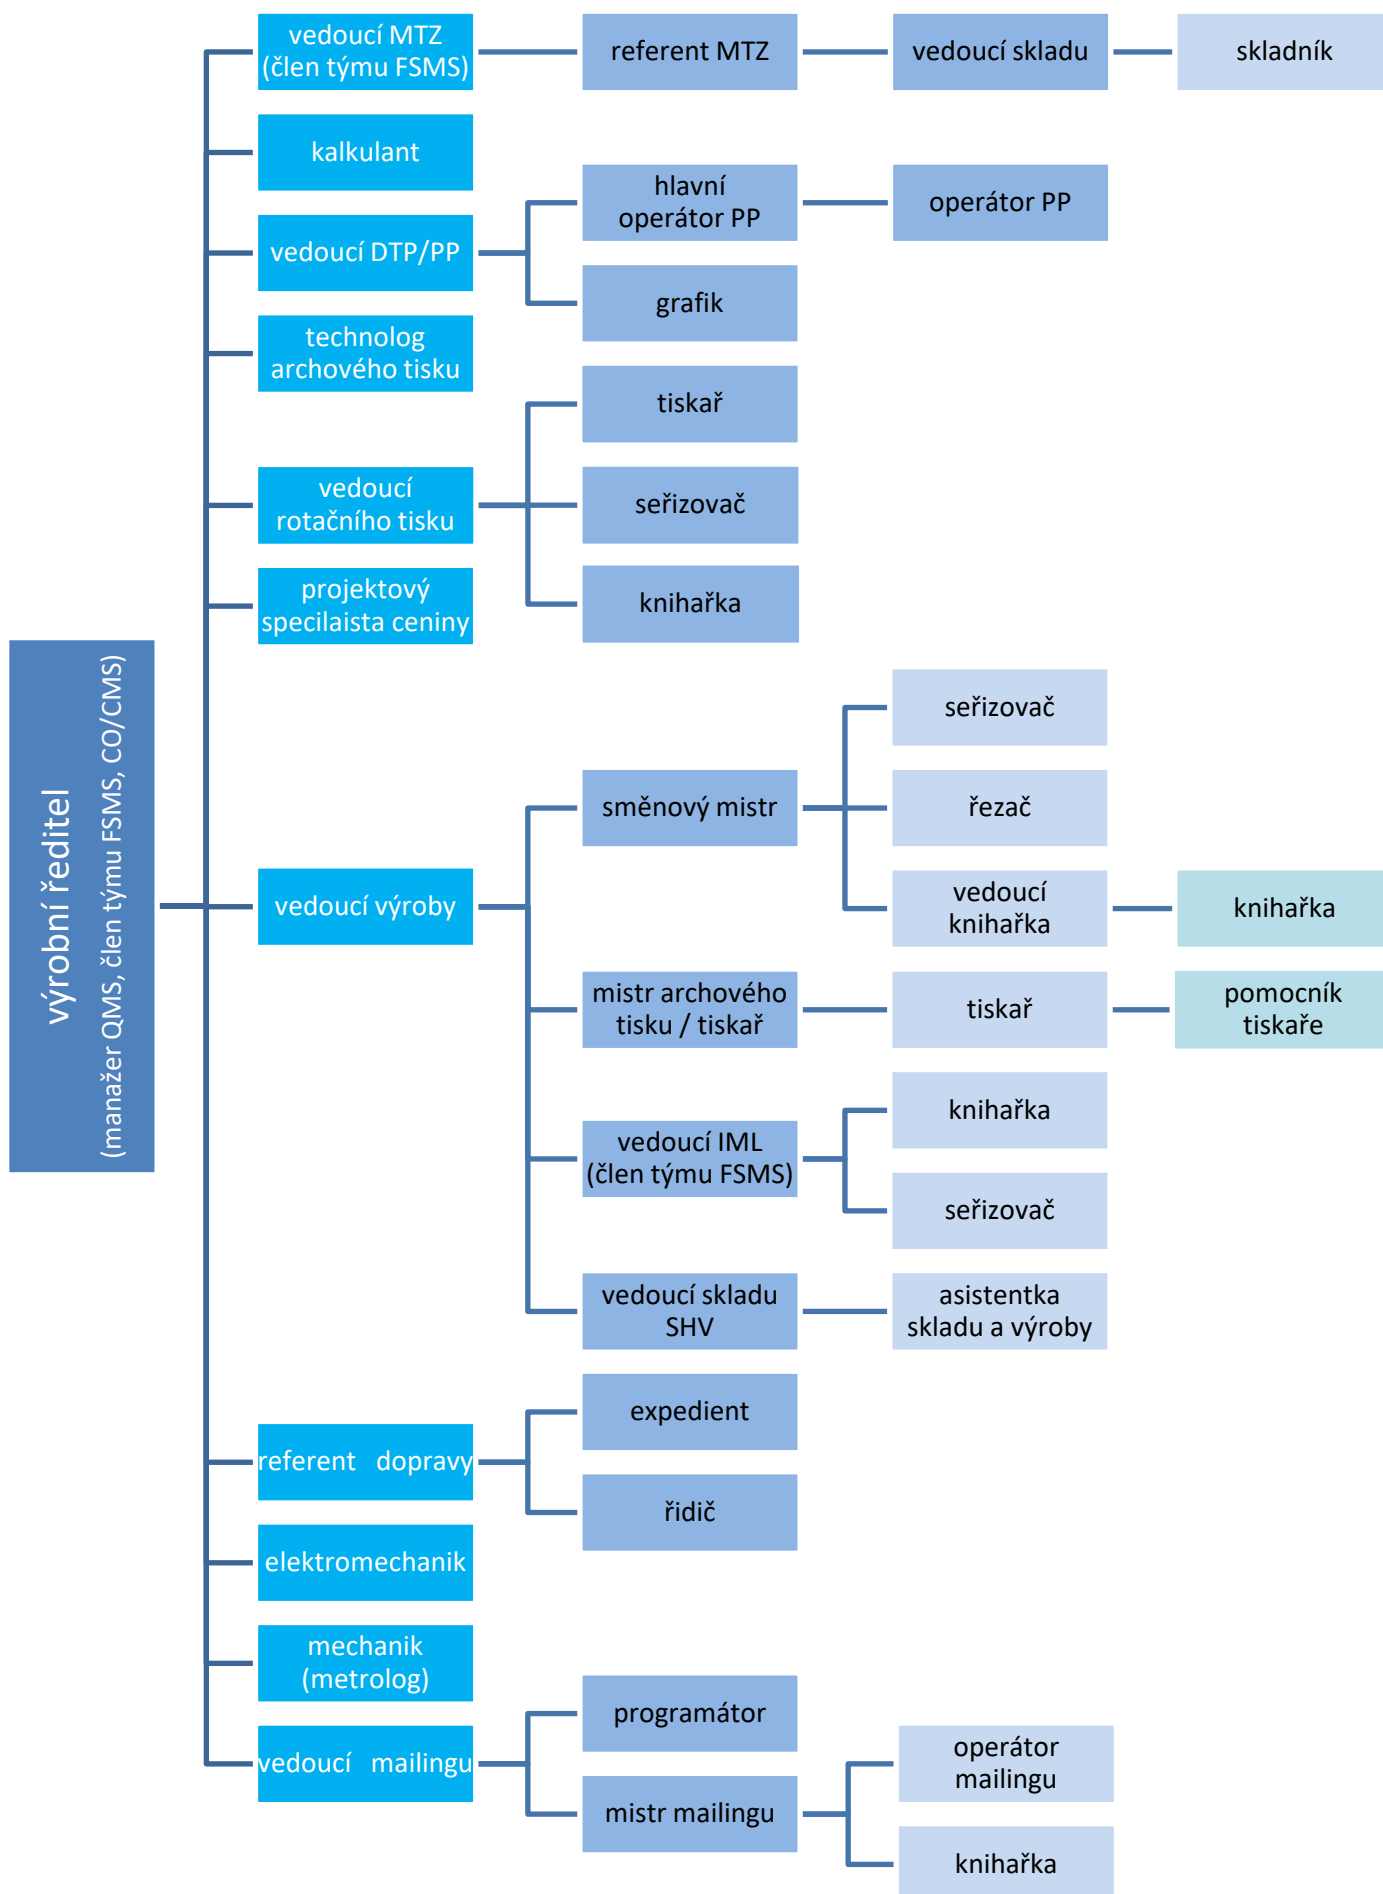 výrobní ředitel
(manažer QMS, člen týmu FSMS, CO/CMS)
vedoucí MTZ
(člen týmu FSMS)
referent MTZ
vedoucí skladu
skladník
kalkulant
vedoucí DTP/PP
hlavní
operátor PP
operátor PP
grafik
technolog
archového tisku
vedoucí
rotačního tisku
tiskař
seřizovač
knihařka
projektový
specilaista ceniny
vedoucí výroby
směnový mistr
seřizovač
řezač
vedoucí
knihařka
knihařka
mistr archového
tisku / tiskař
tiskař
pomocník
tiskaře
vedoucí IML
(člen týmu FSMS)
knihařka
seřizovač
vedoucí skladu
SHV
asistentka
skladu a výroby
referent dopravy
expedient
řidič
elektromechanik
mechanik
(metrolog)
vedoucí mailingu
programátor
mistr mailingu
operátor
mailingu
knihařka